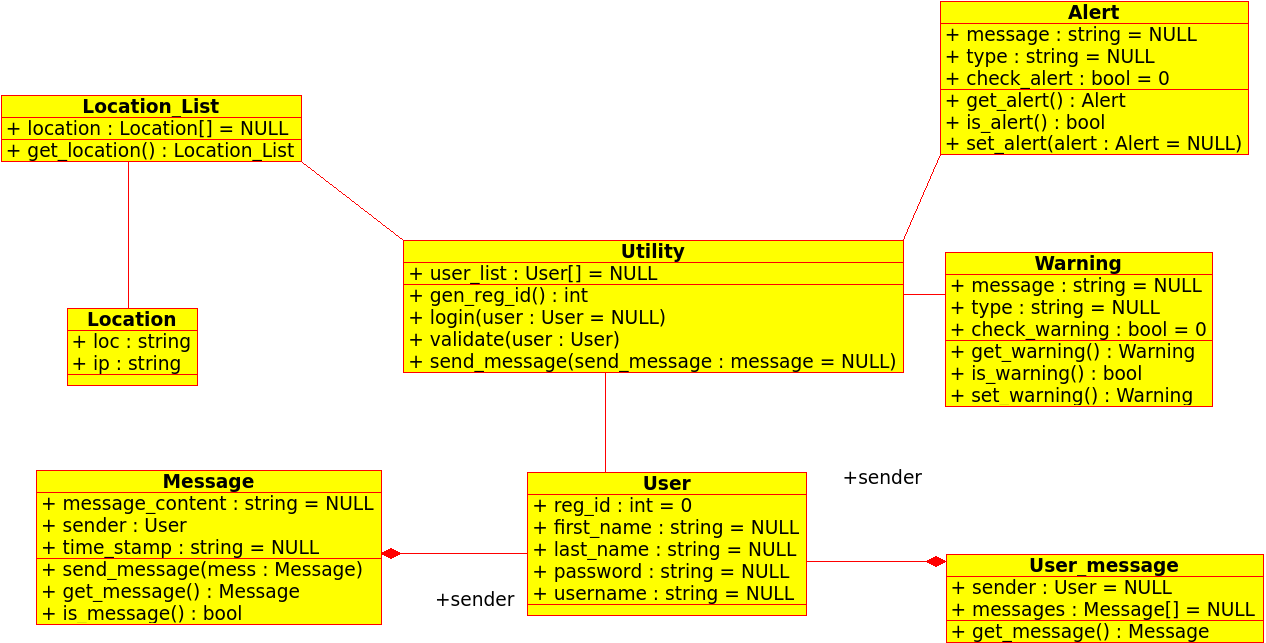 Alert
+ message : string = NULL
+ type : string = NULL
+ check_alert : bool = 0
+ get_alert() : Alert
+ is_alert() : bool
+ set_alert(alert : Alert = NULL)
Location_List
+ location : Location[] = NULL
+ get_location() : Location_List
Utility
+ user_list : User[] = NULL
+ gen_reg_id() : int
+ login(user : User = NULL)
+ validate(user : User)
+ send_message(send_message : message = NULL)
Warning
+ message : string = NULL
+ type : string = NULL
+ check_warning : bool = 0
+ get_warning() : Warning
+ is_warning() : bool
+ set_warning() : Warning
Location
+ loc : string
+ ip : string
Message
+ message_content : string = NULL
+ sender : User
+ time_stamp : string = NULL
+ send_message(mess : Message)
+ get_message() : Message
+ is_message() : bool
+sender
User
+ reg_id : int = 0
+ first_name : string = NULL
+ last_name : string = NULL
+ password : string = NULL
+ username : string = NULL
+sender
User_message
+ sender : User = NULL
+ messages : Message[] = NULL
+ get_message() : Message